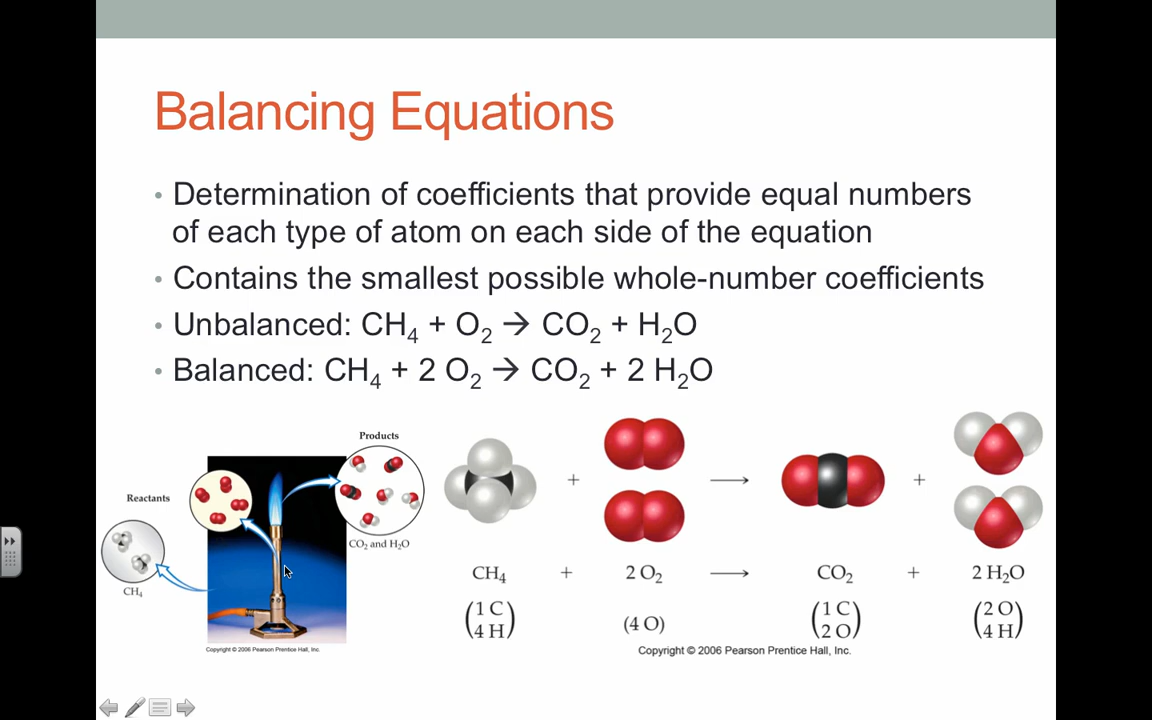 Balancing Equations
• Determination of coefficients that provide equal numbers
of each type of atom on each side of the equation
• Contains the smallest possible whole-number coefficients
• Unbalanced: CH₄ + O₂ → CO₂ + H₂O
• Balanced: CH₄ + 2 O₂ → CO₂ + 2 H₂O
Products
Reactants
CO₂ and H₂O
CH₄
Copyright © 2006 Pearson Prentice Hall, Inc.
+ → +
CH₄ + 2 O₂ → CO₂ + 2 H₂O
(1 C (4 O) (1 C (2 O
4 H) 2 O) 4 H)
Copyright © 2006 Pearson Prentice Hall, Inc.